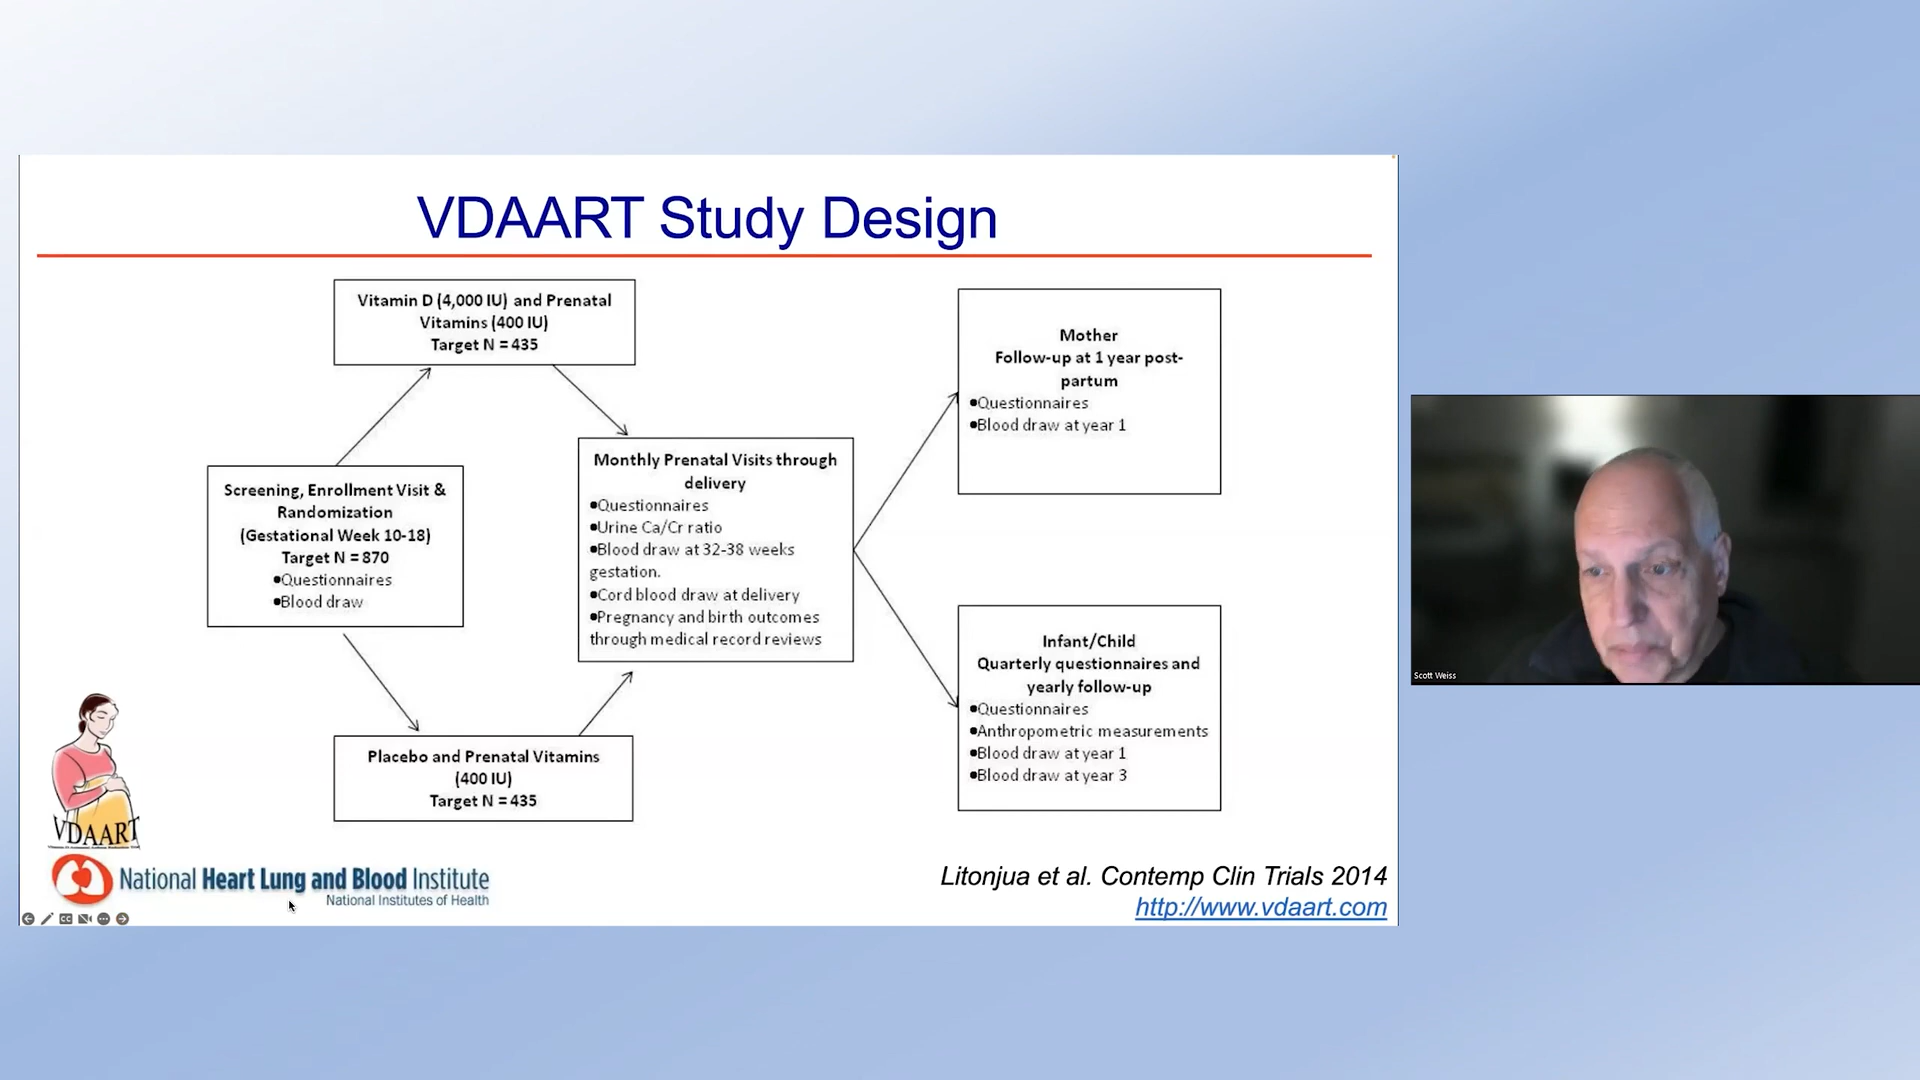 VDAART Study Design
Vitamin D (4,000 IU) and Prenatal
Vitamins (400 IU)
Target N = 435
Screening, Enrollment Visit &
Randomization
(Gestational Week 10-18)
Target N = 870
•Questionnaires
•Blood draw
Placebo and Prenatal Vitamins
(400 IU)
Target N = 435
Monthly Prenatal Visits through
delivery
•Questionnaires
•Urine Ca/Cr ratio
•Blood draw at 32-38 weeks
gestation.
•Cord blood draw at delivery
•Pregnancy and birth outcomes
through medical record reviews
Mother
Follow-up at 1 year post-
partum
•Questionnaires
•Blood draw at year 1
Infant/Child
Quarterly questionnaires and
yearly follow-up
•Questionnaires
•Anthropometric measurements
•Blood draw at year 1
•Blood draw at year 3
VDAART
National Heart Lung and Blood Institute
National Institutes of Health
Litonjua et al. Contemp Clin Trials 2014
http://www.vdaart.com
Scott Weiss